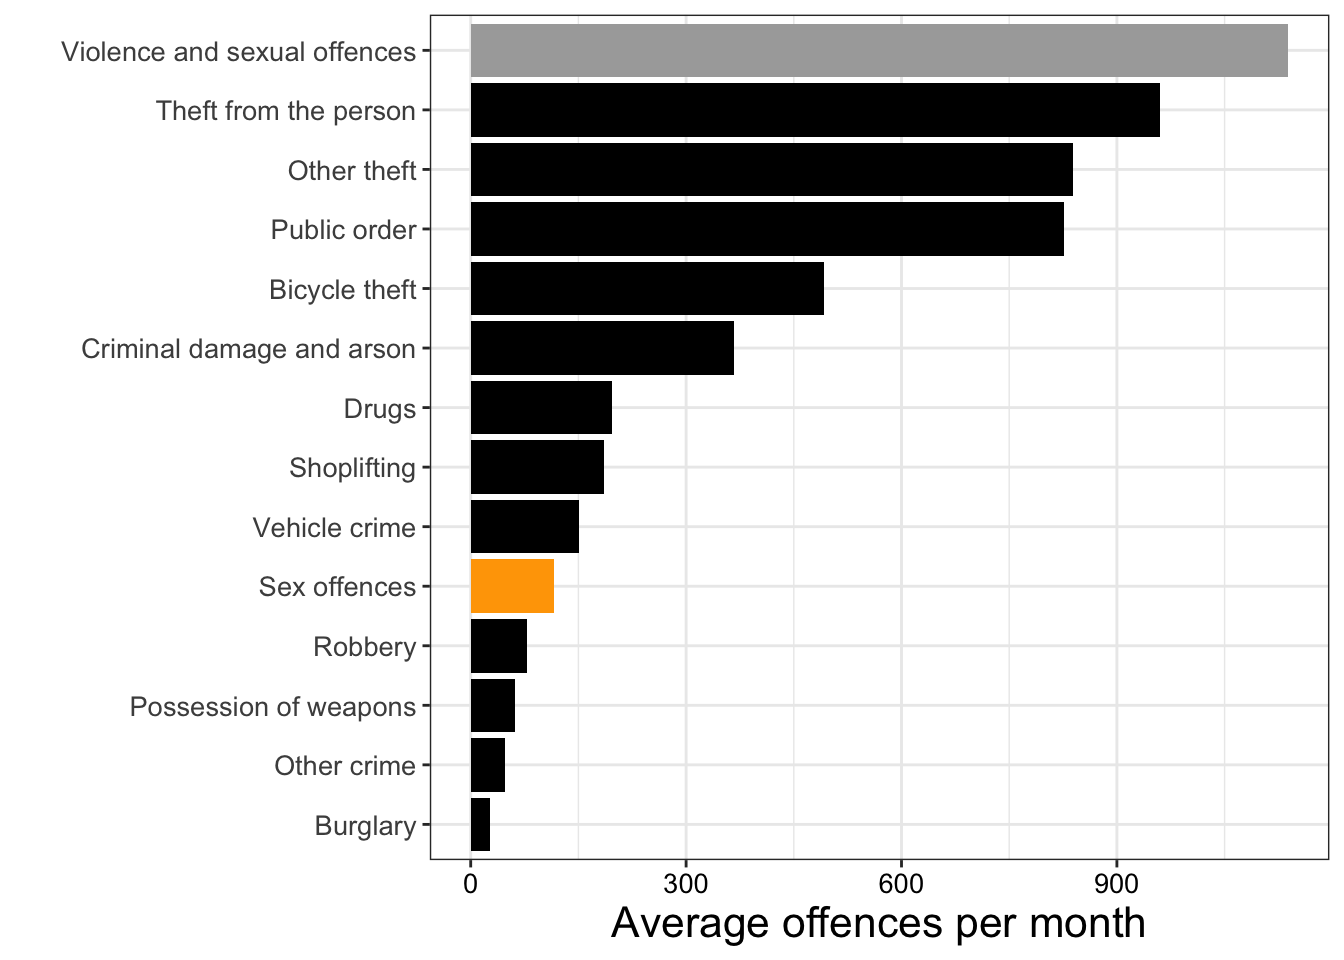 Violence and sexual offences
Theft from the person
Other theft
Public order
Bicycle theft
Criminal damage and arson
Drugs
Shoplifting
Vehicle crime
Sex offences
Robbery
Possession of weapons
Other crime
Burglary
0 300 600 900
Average offences per month